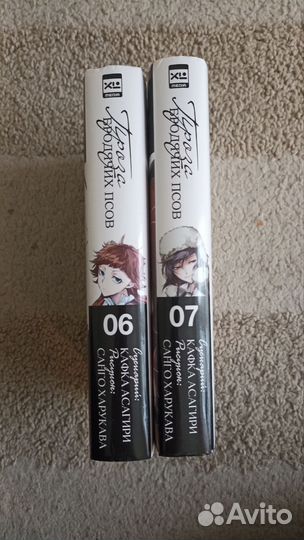 XL
MEDIA
Проза
БРОДЯЧИХ ПСОВ
06
Сценарий:
КАФКА АСАГИРИ
Рисунок:
САНГО ХАРУКАВА
XL
MEDIA
Проза
БРОДЯЧИХ ПСОВ
07
Сценарий:
КАФКА АСАГИРИ
Рисунок:
САНГО ХАРУКАВА
Avito